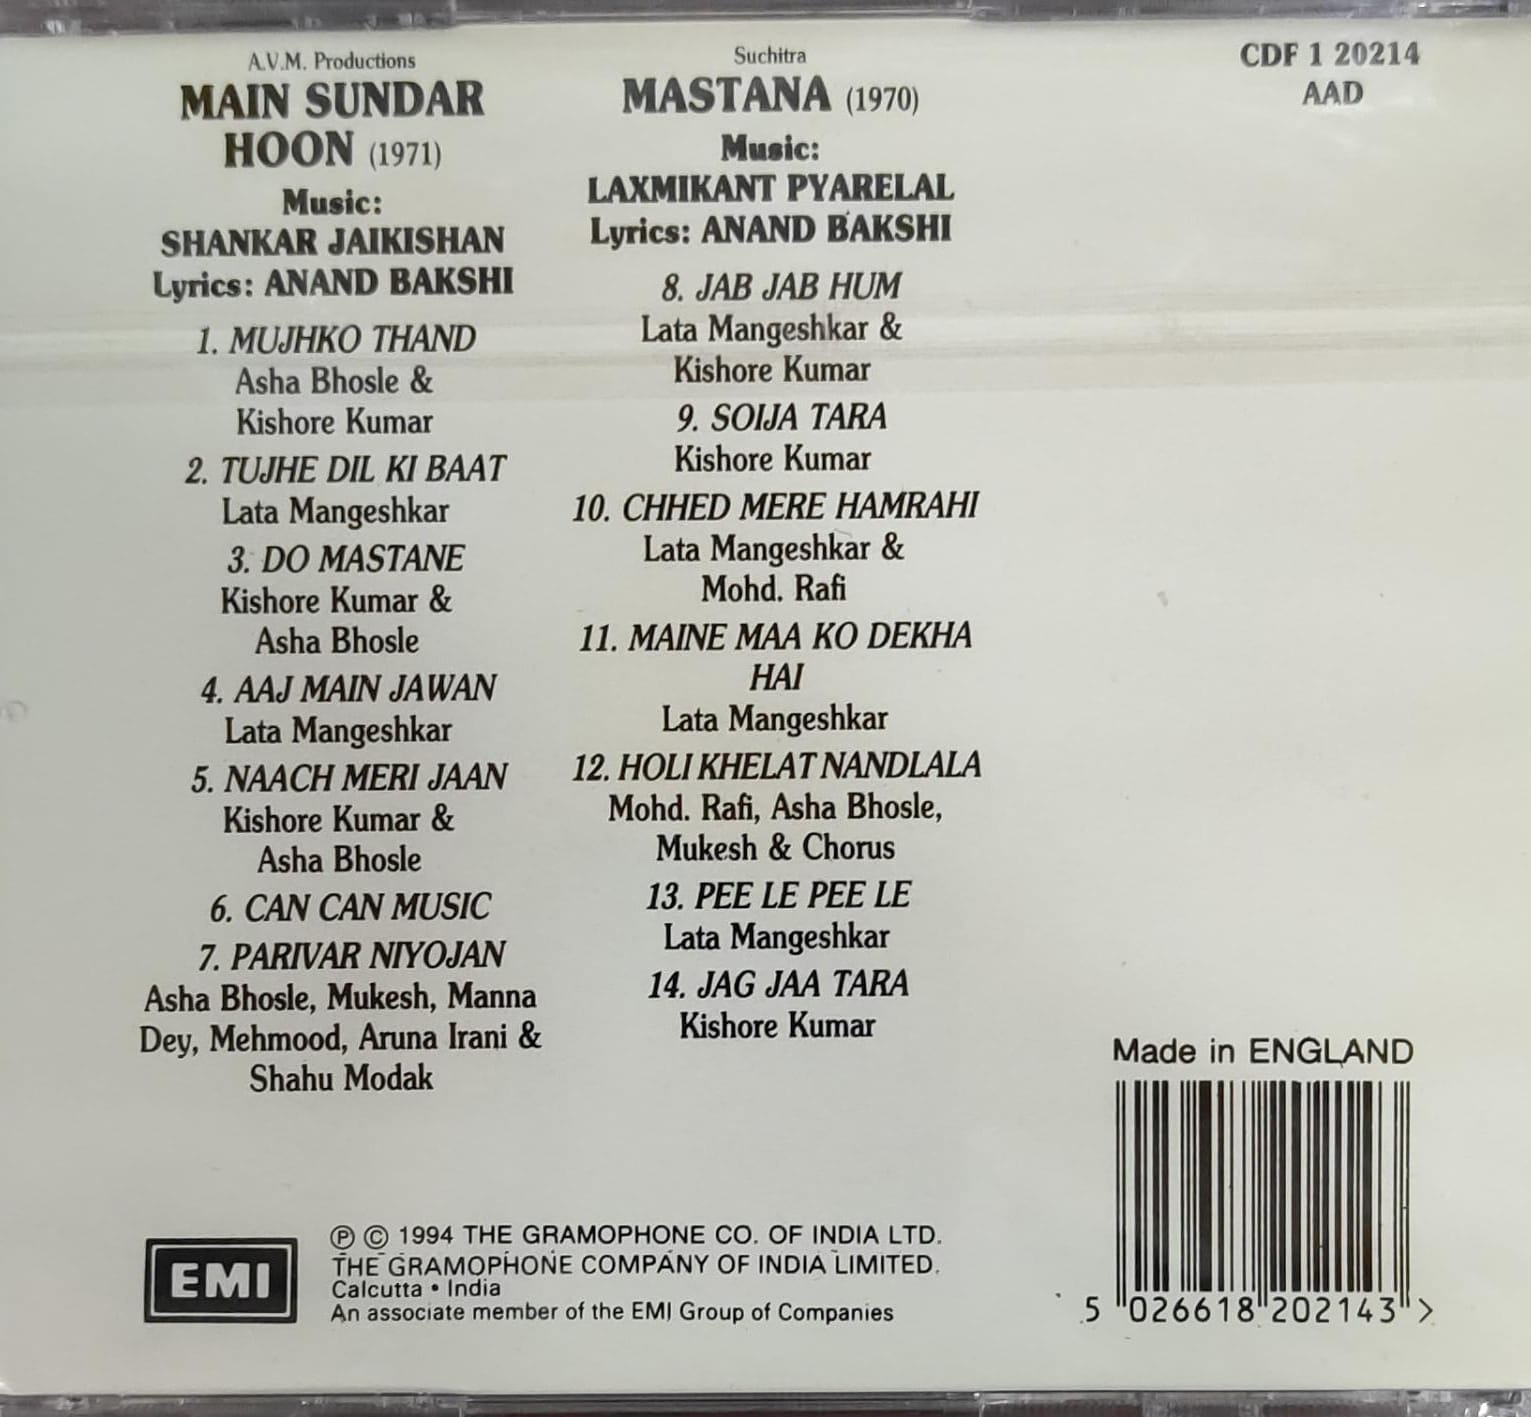 A.V.M. Productions
MAIN SUNDAR
HOON (1971)
Music:
SHANKAR JAIKISHAN
Lyrics: ANAND BAKSHI
1. MUJHKO THAND
Asha Bhosle &
Kishore Kumar
2. TUJHE DIL KI BAAT
Lata Mangeshkar
3. DO MASTANE
Kishore Kumar &
Asha Bhosle
4. AAJ MAIN JAWAN
Lata Mangeshkar
5. NAACH MERI JAAN
Kishore Kumar &
Asha Bhosle
6. CAN CAN MUSIC
7. PARIVAR NIYOJAN
Asha Bhosle, Mukesh, Manna
Dey, Mehmood, Aruna Irani &
Shahu Modak
Suchitra
MASTANA (1970)
Music:
LAXMIKANT PYARELAL
Lyrics: ANAND BAKSHI
8. JAB JAB HUM
Lata Mangeshkar &
Kishore Kumar
9. SOIJA TARA
Kishore Kumar
10. CHHED MERE HAMRAHI
Lata Mangeshkar &
Mohd. Rafi
11. MAINE MAA KO DEKHA
HAI
Lata Mangeshkar
12. HOLI KHELAT NANDLALA
Mohd. Rafi, Asha Bhosle,
Mukesh & Chorus
13. PEE LE PEE LE
Lata Mangeshkar
14. JAG JAA TARA
Kishore Kumar
CDF 1 20214
AAD
Made in ENGLAND
5 026618 202143 >
EMI
℗ © 1994 THE GRAMOPHONE CO. OF INDIA LTD.
THE GRAMOPHONE COMPANY OF INDIA LIMITED.
Calcutta • India
An associate member of the EMI Group of Companies